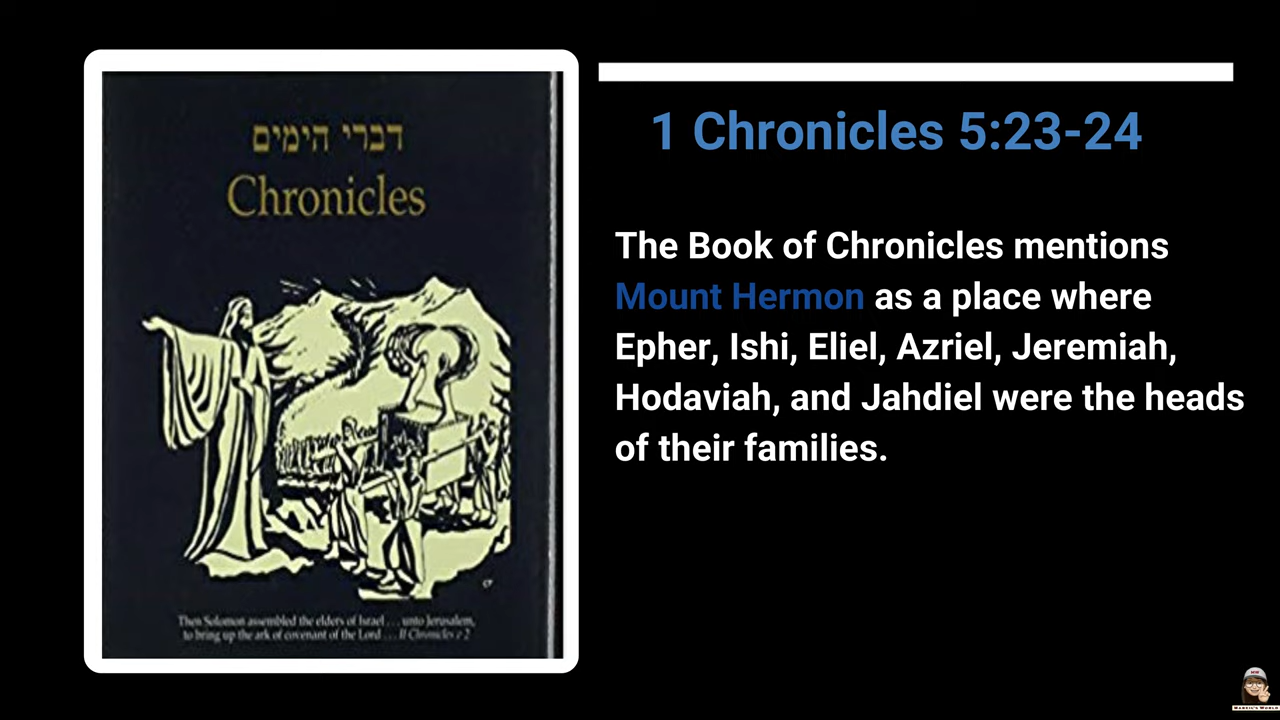 דברי הימים
Chronicles
Then Solomon assembled the elders of Israel . . . unto Jerusalem,
to bring up the ark of covenant of the Lord . . . II Chronicles v 2
1 Chronicles 5:23-24
The Book of Chronicles mentions
Mount Hermon as a place where
Epher, Ishi, Eliel, Azriel, Jeremiah,
Hodaviah, and Jahdiel were the heads
of their families.